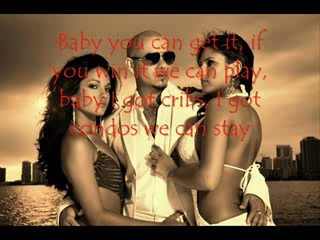 Baby you can get it, if
you win it we can play,
baby I got cribs, I got
condos we can stay